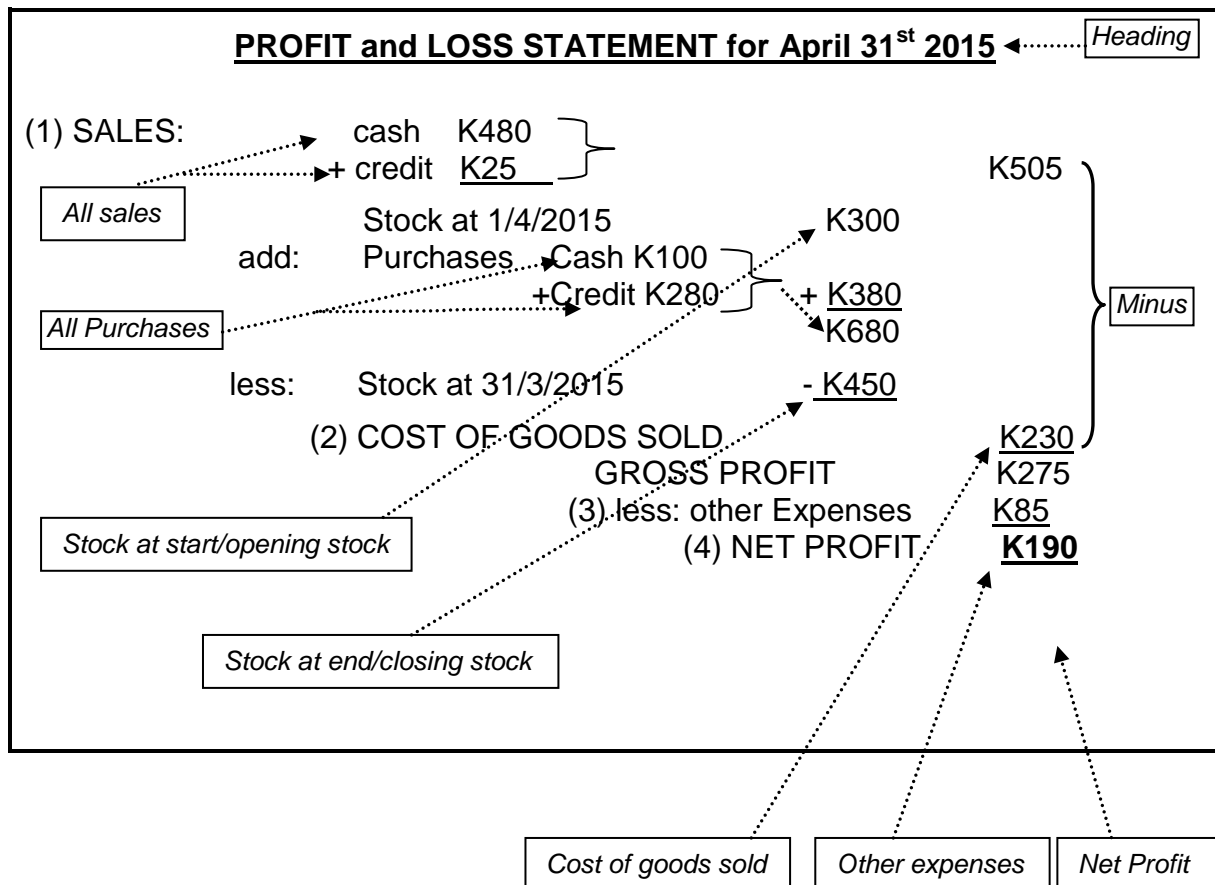 PROFIT and LOSS STATEMENT for April 31st 2015
Heading
(1) SALES: cash K480
+ credit K25
K505
All sales
Stock at 1/4/2015 K300
add: Purchases Cash K100
+Credit K280 + K380
All Purchases
Minus
K680
less: Stock at 31/3/2015 - K450
(2) COST OF GOODS SOLD K230
GROSS PROFIT K275
(3) less: other Expenses K85
Stock at start/opening stock
(4) NET PROFIT K190
Stock at end/closing stock
Cost of goods sold
Other expenses
Net Profit